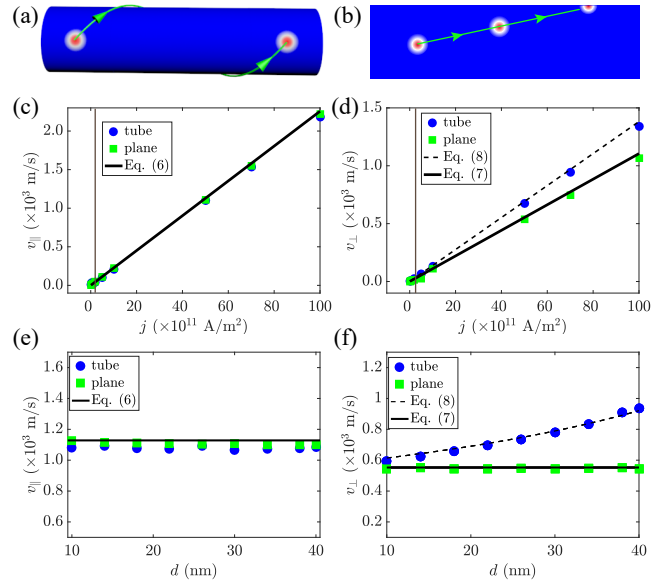 (a)
(b)
(c)
2.0
1.5
1.0
0.5
0.0
v∥ (×10³ m/s)
tube
plane
Eq. (6)
0 20 40 60 80 100
j (×10¹¹ A/m²)
(d)
1.5
1.0
0.5
0.0
v⊥ (×10³ m/s)
tube
plane
Eq. (8)
Eq. (7)
0 20 40 60 80 100
j (×10¹¹ A/m²)
(e)
1.6
1.4
1.2
1.0
0.8
0.6
v∥ (×10³ m/s)
tube
plane
Eq. (6)
10 20 30 40
d (nm)
(f)
1.2
1
0.8
0.6
0.4
0.2
v⊥ (×10³ m/s)
tube
plane
Eq. (8)
Eq. (7)
10 20 30 40
d (nm)